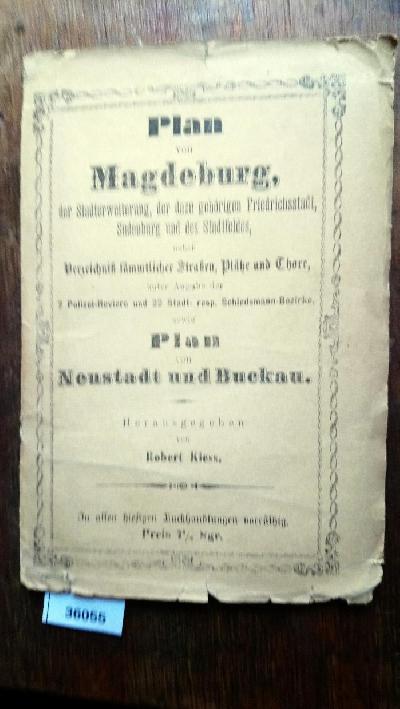 Plan
von
Magdeburg,
der Stadterweiterung, der dazu gehörigen Friedrichsstadt,
Sudenburg und des Stadtfeldes,
nebst
Verzeichniß sämmtlicher Straßen, Plätze und Thore,
unter Angabe der
7 Polizei-Reviere und 22 Stadt- resp. Schiedsmann-Bezirke,
sowie
Plan
von
Neustadt und Buckau.
Herausgegeben
von
Robert Kiess.
In allen hiesigen Buchhandlungen vorräthig.
Preis 7½ Sgr.
36055